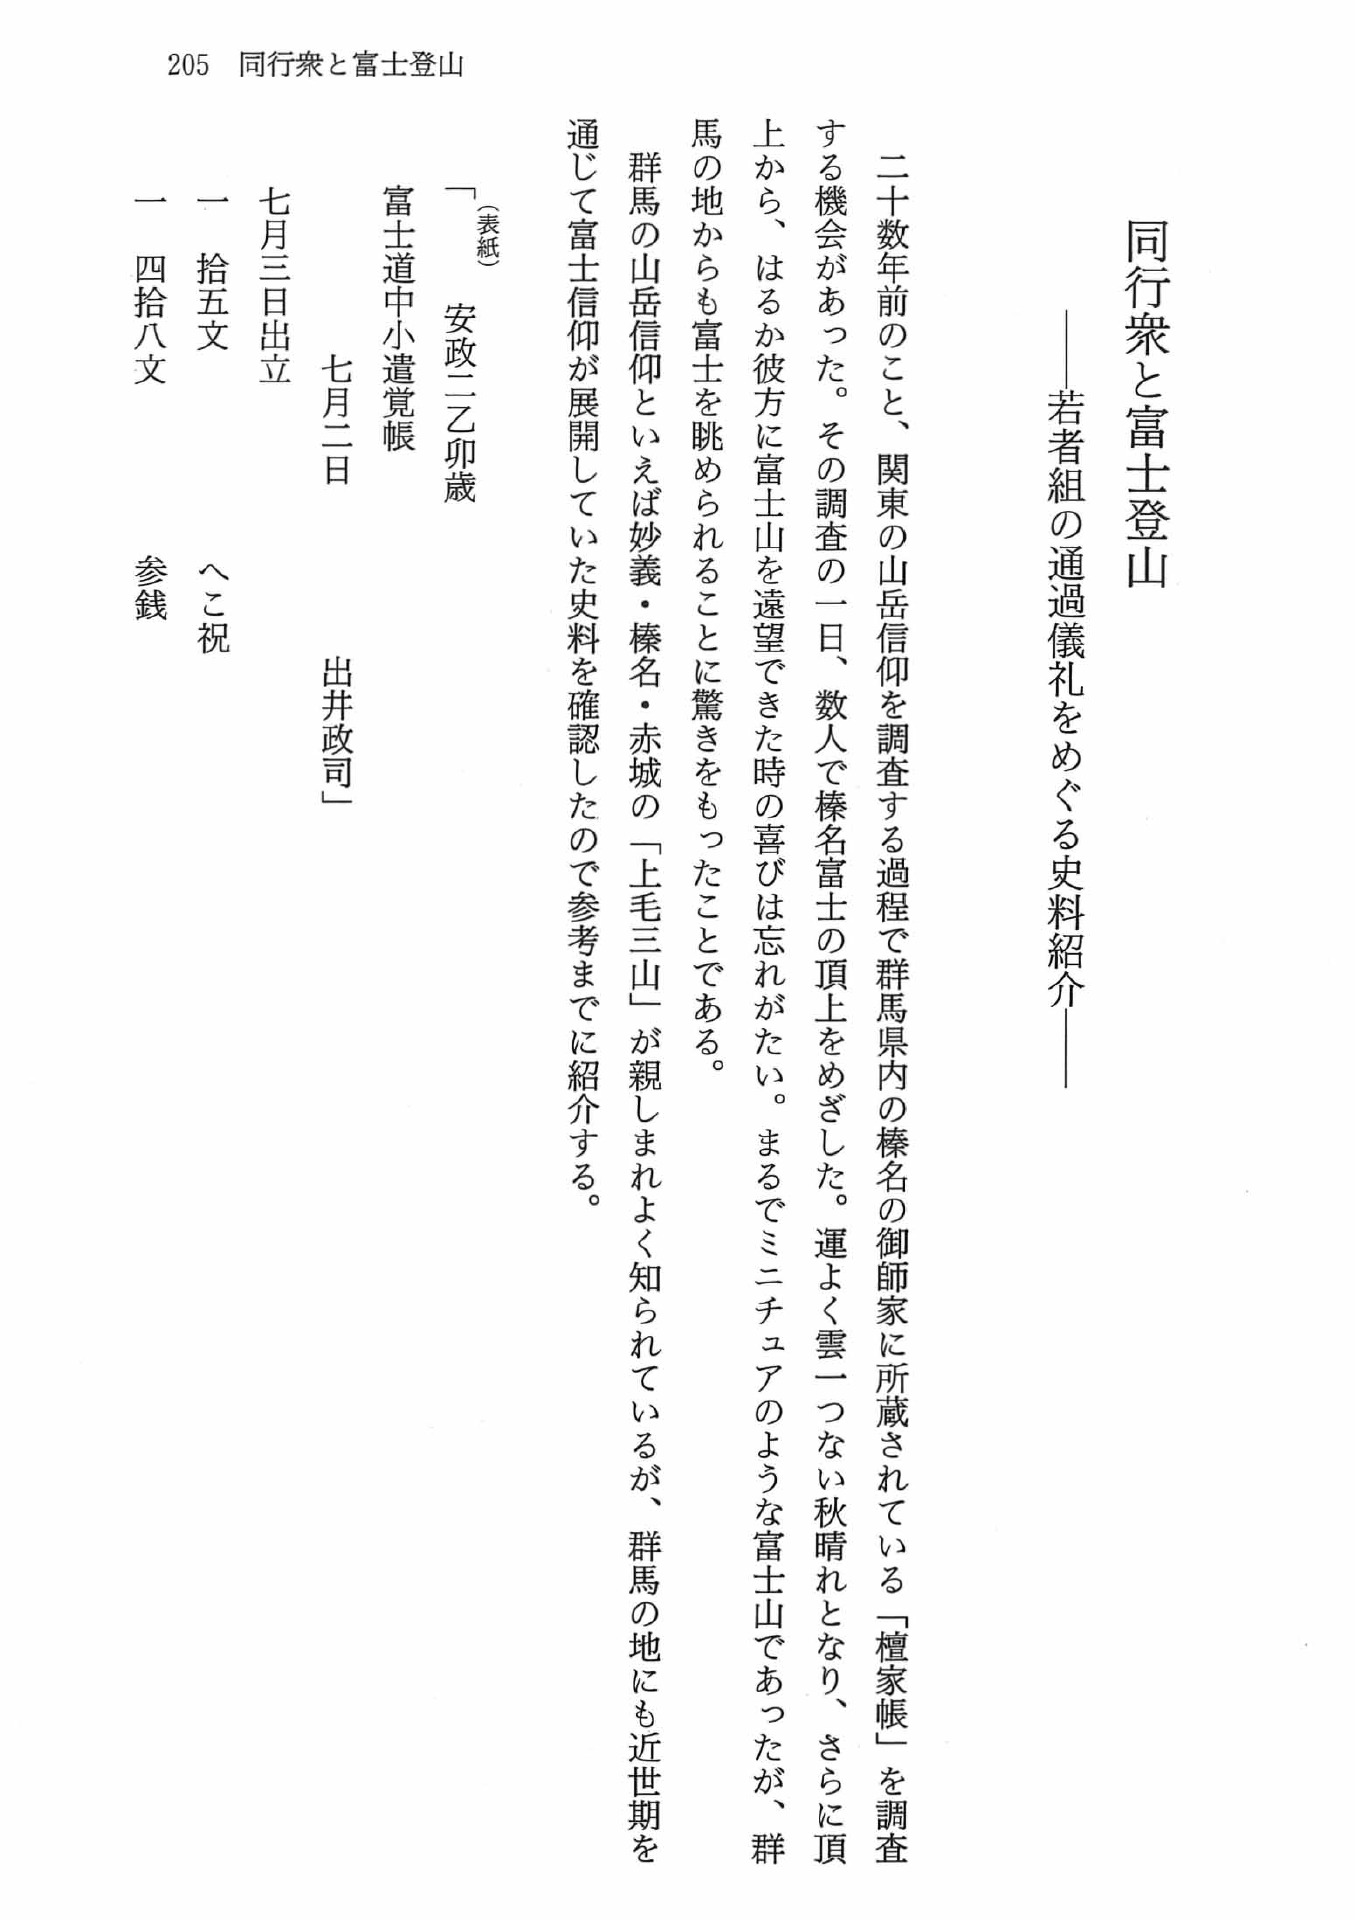 205 同行衆と富士登山
同行衆と富士登山
――若者組の通過儀礼をめぐる史料紹介――
二十数年前のこと、関東の山岳信仰を調査する過程で群馬県内の榛名の御師家に所蔵されている「檀家帳」を調査
する機会があった。その調査の一日、数人で榛名富士の頂上をめざした。運よく雲一つない秋晴れとなり、さらに頂
上から、はるか彼方に富士山を遠望できた時の喜びは忘れがたい。まるでミニチュアのような富士山であったが、群
馬の地からも富士を眺められることに驚きをもったことである。
群馬の山岳信仰といえば妙義・榛名・赤城の「上毛三山」が親しまれよく知られているが、群馬の地にも近世期を
通じて富士信仰が展開していた史料を確認したので参考までに紹介する。
(表紙)
「 安政二乙卯歳
富士道中小遣覚帳
七月二日
出井政司」
七月三日出立
一 拾五文 へこ祝
一 四拾八文 参銭